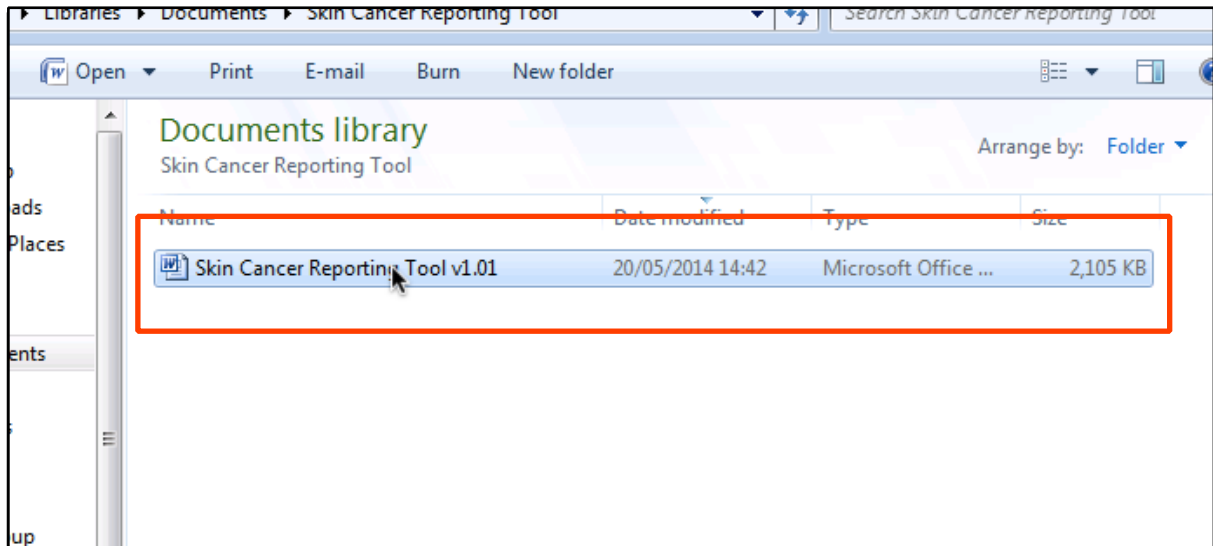 Libraries ▸ Documents ▸ Skin Cancer Reporting Tool Search Skin Cancer Reporting Tool
Open Print E-mail Burn New folder
Documents library
Skin Cancer Reporting Tool
Arrange by: Folder
ads
Places
Name Date modified Type Size
Skin Cancer Reporting Tool v1.01 20/05/2014 14:42 Microsoft Office ... 2,105 KB
ents
up